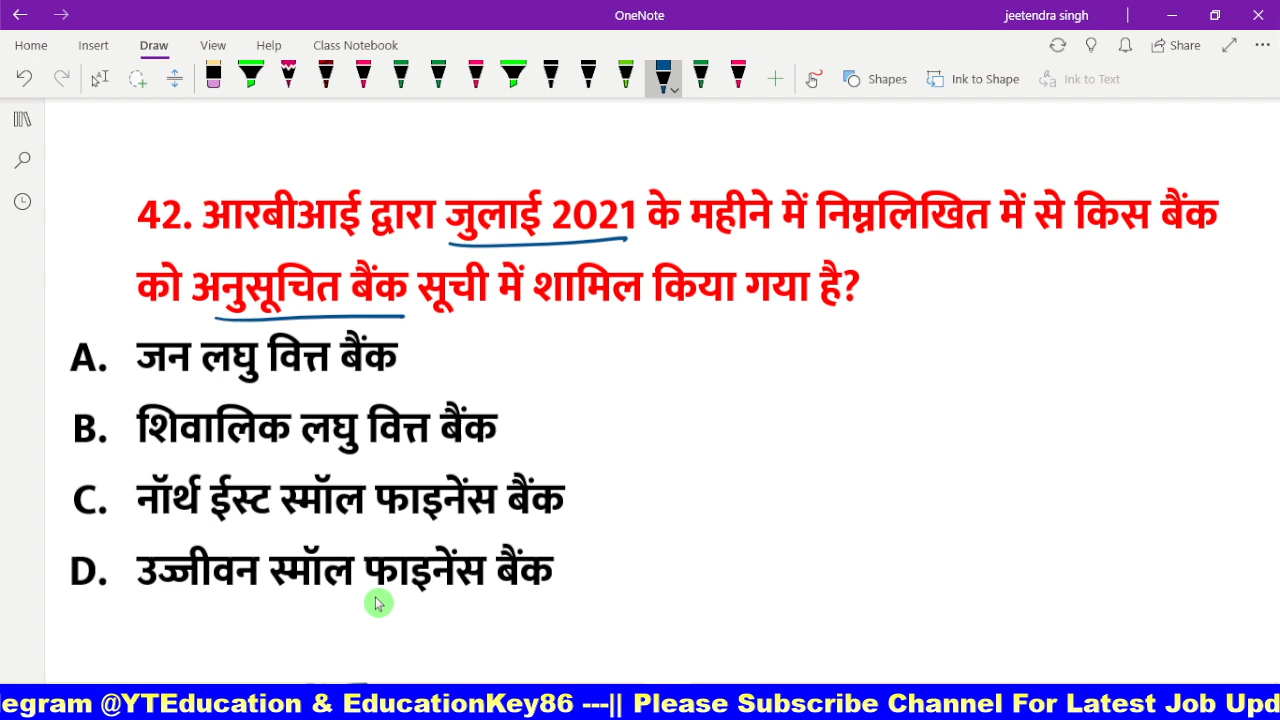 OneNote
jeetendra singh
Home Insert Draw View Help Class Notebook
Share
Shapes Ink to Shape Ink to Text
42. आरबीआई द्वारा जुलाई 2021 के महीने में निम्नलिखित में से किस बैंक
को अनुसूचित बैंक सूची में शामिल किया गया है?
A. जन लघु वित्त बैंक
B. शिवालिक लघु वित्त बैंक
C. नॉर्थ ईस्ट स्मॉल फाइनेंस बैंक
D. उज्जीवन स्मॉल फाइनेंस बैंक
legram @YTEducation & EducationKey86 ---|| Please Subscribe Channel For Latest Job Upd